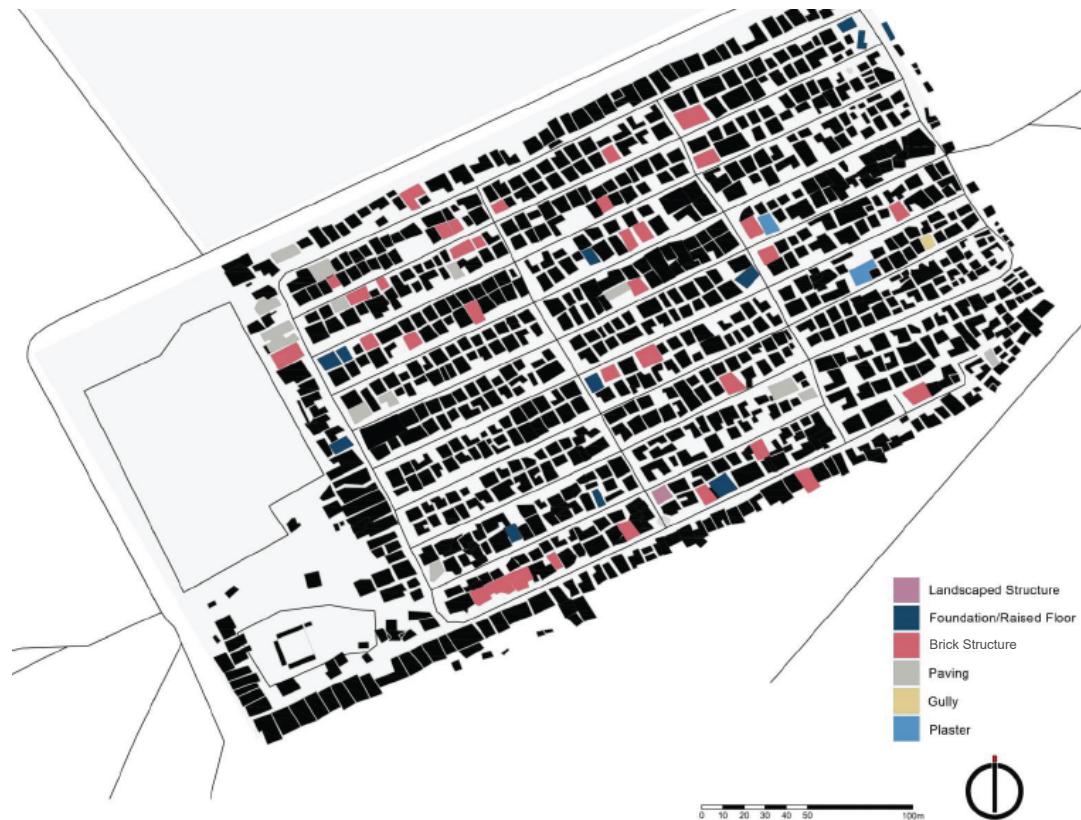 Landscaped Structure
Foundation/Raised Floor
Brick Structure
Paving
Gully
Plaster
0 10 20 30 40 50 100m